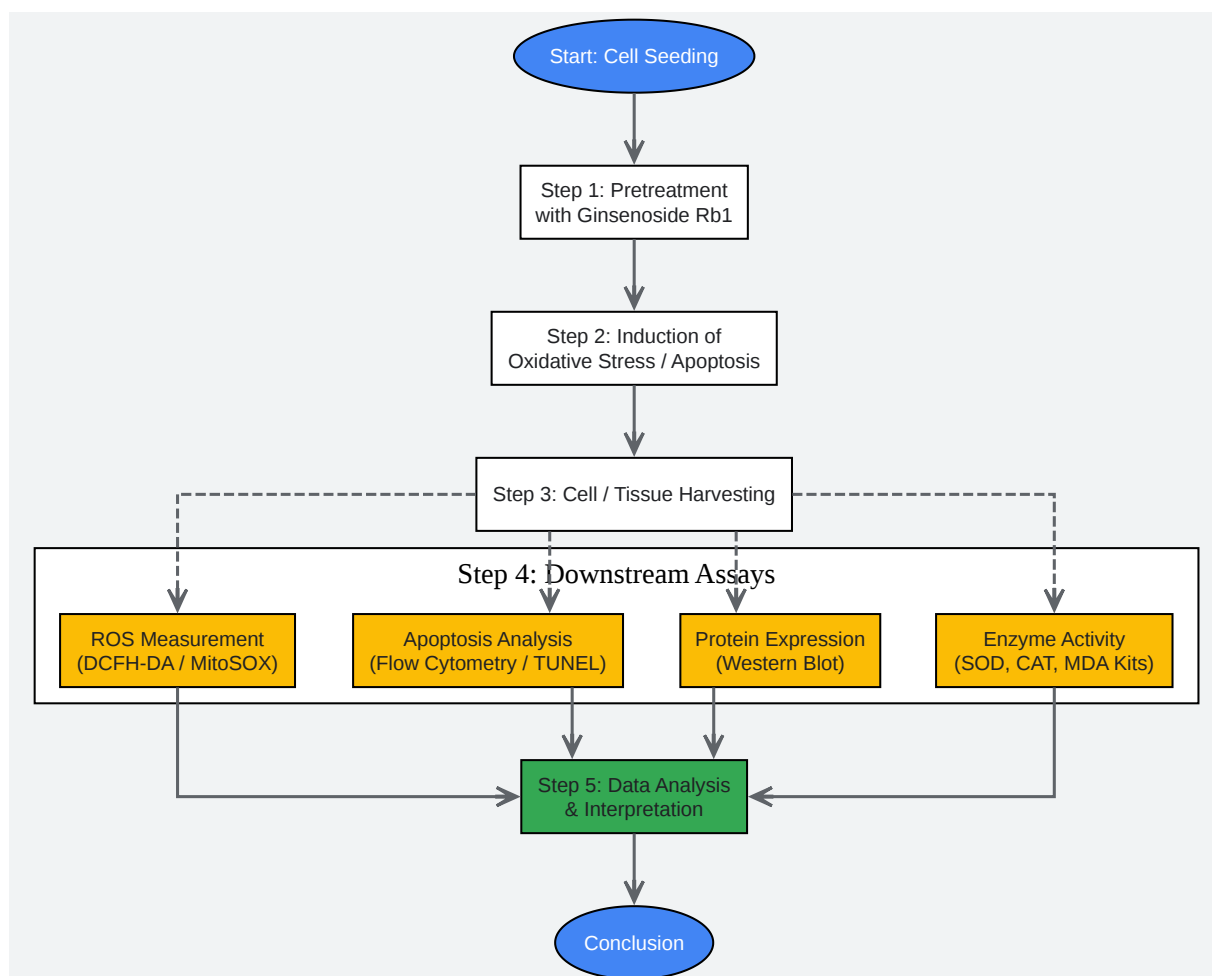 Start: Cell Seeding
Step 1: Pretreatment
with Ginsenoside Rb1
Step 2: Induction of
Oxidative Stress / Apoptosis
Step 3: Cell / Tissue Harvesting
Step 4: Downstream Assays
ROS Measurement
(DCFH-DA / MitoSOX)
Apoptosis Analysis
(Flow Cytometry / TUNEL)
Protein Expression
(Western Blot)
Enzyme Activity
(SOD, CAT, MDA Kits)
Step 5: Data Analysis
& Interpretation
Conclusion